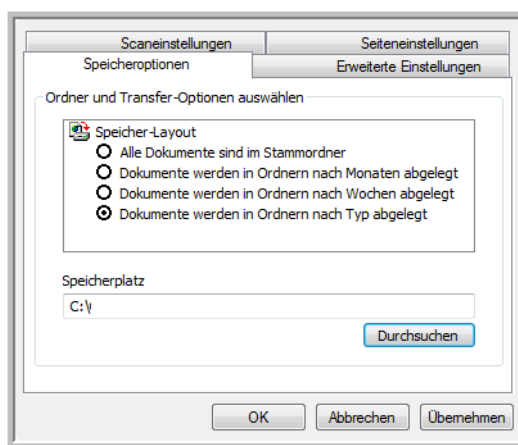 Scaneinstellungen
Seiteneinstellungen
Speicheroptionen
Erweiterte Einstellungen
Ordner und Transfer-Optionen auswählen
Speicher-Layout
Alle Dokumente sind im Stammordner
Dokumente werden in Ordnern nach Monaten abgelegt
Dokumente werden in Ordnern nach Wochen abgelegt
Dokumente werden in Ordnern nach Typ abgelegt
Speicherplatz
C:\
Durchsuchen
OK
Abbrechen
Übernehmen